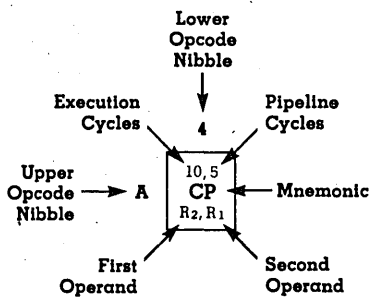 Lower
Opcode
Nibble
Execution
Cycles
Pipeline
Cycles
4
Upper
Opcode
Nibble
A
10, 5
CP
R2, R1
Mnemonic
First
Operand
Second
Operand